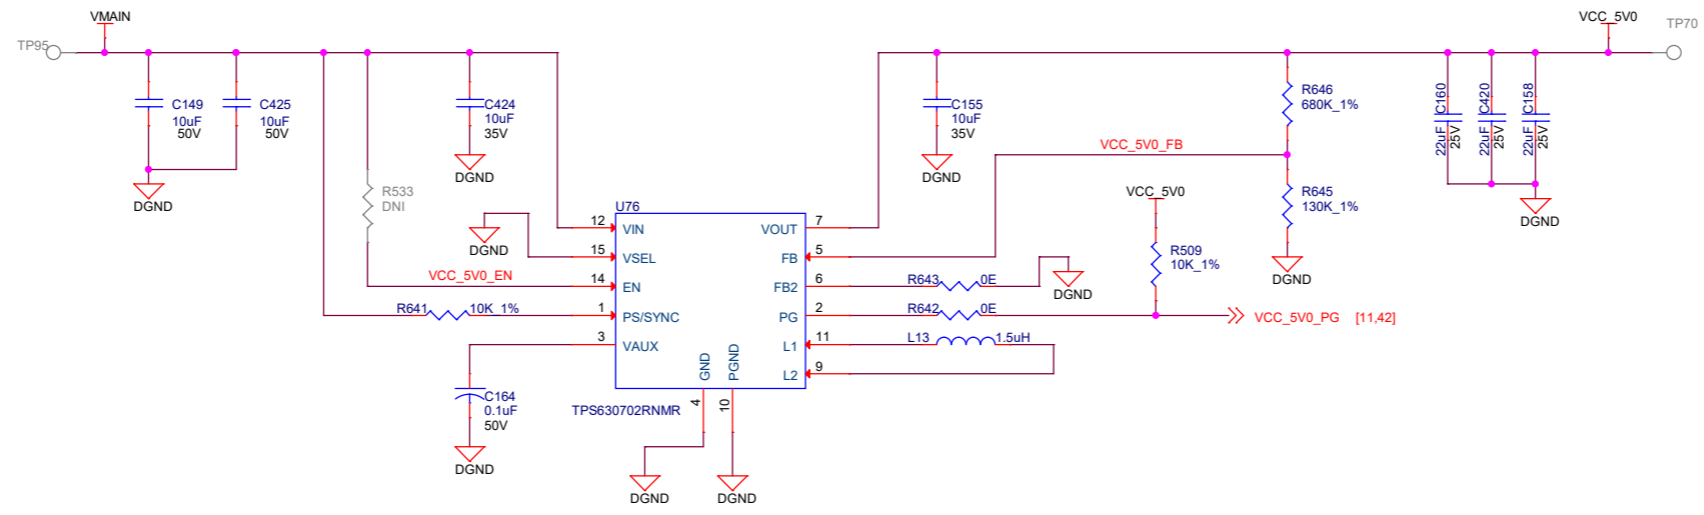 VMAIN
TP95
VCC_5V0
TP70
C149
10uF
50V
C425
10uF
50V
C424
10uF
35V
C155
10uF
35V
R646
680K_1%
C160
22uF
25V
C420
22uF
25V
C158
22uF
25V
VCC_5V0_FB
DGND
DGND
DGND
R533
DNI
VCC_5V0
R645
130K_1%
DGND
U76
12
VIN
VOUT
7
DGND
15
VSEL
FB
5
R509
10K_1%
DGND
VCC_5V0_EN
14
EN
FB2
6
R643
0E
DGND
R641
10K_1%
1
PS/SYNC
PG
2
R642
0E
VCC_5V0_PG [11,42]
3
VAUX
L1
11
L13
1.5uH
GND
PGND
L2
9
C164
0.1uF
50V
TPS630702RNMR
4
10
DGND
DGND
DGND